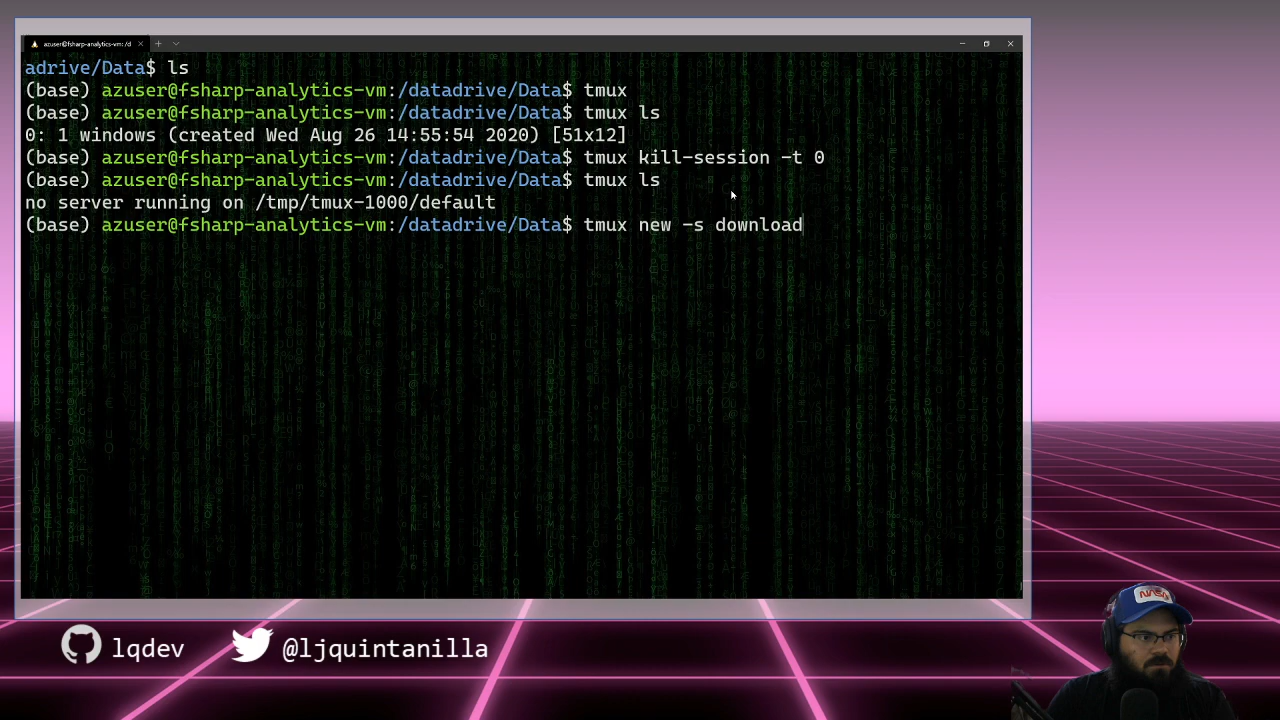 azuser@fsharp-analytics-vm: /d
adrive/Data$ ls
(base) azuser@fsharp-analytics-vm:/datadrive/Data$ tmux
(base) azuser@fsharp-analytics-vm:/datadrive/Data$ tmux ls
0: 1 windows (created Wed Aug 26 14:55:54 2020) [51x12]
(base) azuser@fsharp-analytics-vm:/datadrive/Data$ tmux kill-session -t 0
(base) azuser@fsharp-analytics-vm:/datadrive/Data$ tmux ls
no server running on /tmp/tmux-1000/default
(base) azuser@fsharp-analytics-vm:/datadrive/Data$ tmux new -s download
NASA
lqdev
@ljquintanilla